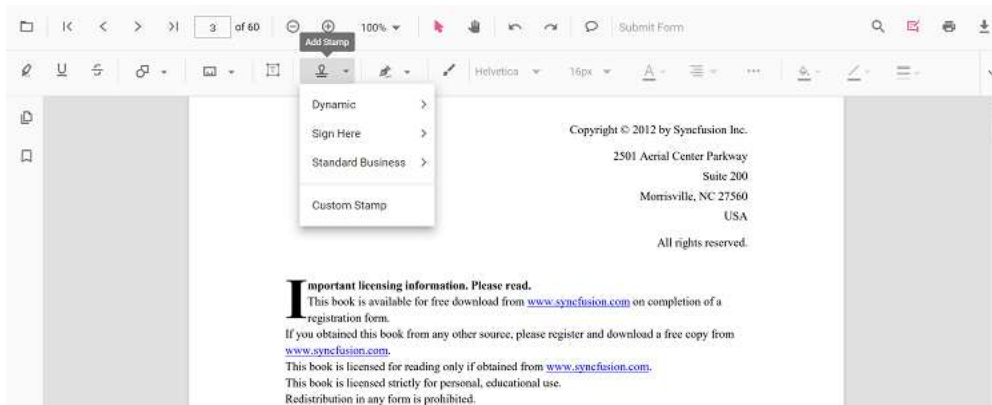 3 of 60 100% Submit Form
Add Stamp
Helvetica 16px
Dynamic
Sign Here
Standard Business
Custom Stamp
Copyright © 2012 by Syncfusion Inc.
2501 Aerial Center Parkway
Suite 200
Morrisville, NC 27560
USA
All rights reserved.
Important licensing information. Please read.
This book is available for free download from www.syncfusion.com on completion of a
registration form.
If you obtained this book from any other source, please register and download a free copy from
www.syncfusion.com.
This book is licensed for reading only if obtained from www.syncfusion.com.
This book is licensed strictly for personal, educational use.
Redistribution in any form is prohibited.